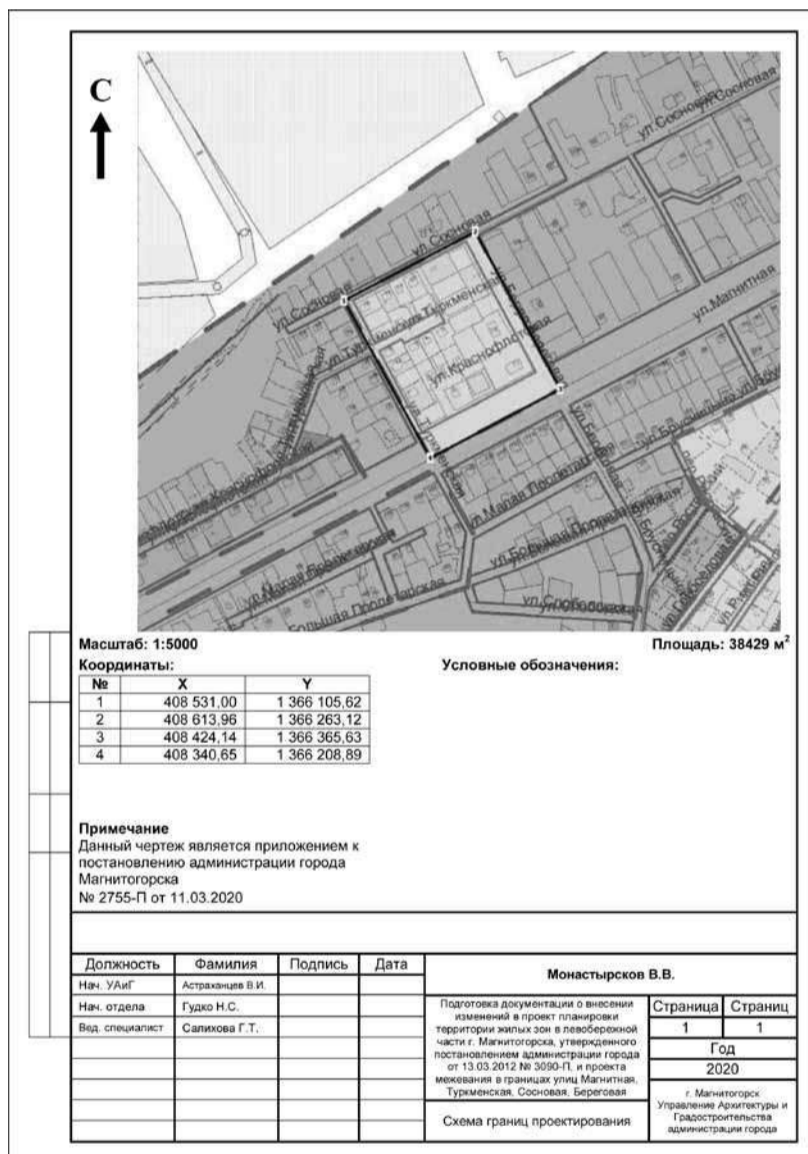 С
ул.Сосновая
ул.Сосновая
ул.Сосновая
ул.Сосновая
ул.Магнитная
ул.Краснофлотская
ул.Малая Пролетарская
ул.Большая Пролетарская
Большая Пролетарская
Масштаб: 1:5000
Площадь: 38429 м²
Координаты:
Условные обозначения:
№ X Y
1 408 531,00 1 366 105,62
2 408 613,96 1 366 263,12
3 408 424,14 1 366 365,63
4 408 340,65 1 366 208,89
Примечание
Данный чертеж является приложением к
постановлению администрации города
Магнитогорска
№ 2755-П от 11.03.2020
Должность Фамилия Подпись Дата
Нач. УАиГ Астраханцев В.И.
Нач. отдела Гудко Н.С.
Вед. специалист Салихова Г.Т.
Монастырсков В.В.
Подготовка документации о внесении
изменений в проект планировки
территории жилых зон в левобережной
части г. Магнитогорска, утвержденного
постановлением администрации города
от 13.03.2012 № 3090-П, и проекта
межевания в границах улиц Магнитная,
Туркменская, Сосновая, Береговая
Страница Страниц
1 1
Год
2020
Схема границ проектирования
г. Магнитогорск
Управление Архитектуры и
Градостроительства
администрации города